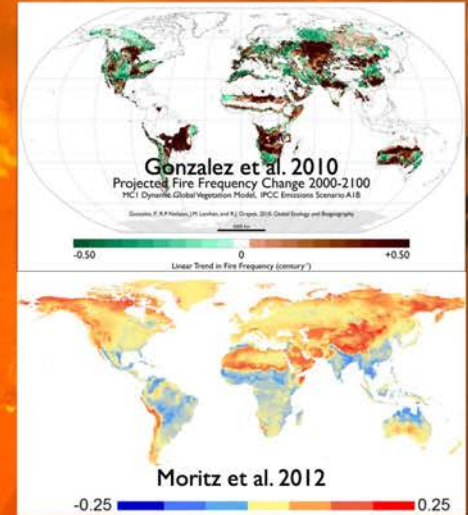 Gonzalez et al. 2010
Projected Fire Frequency Change 2000-2100
MC1 Dynamic Global Vegetation Model, IPCC Emissions Scenario A1B
Gonzalez, P., R.P. Neilson, J.M. Lenihan, and R.J. Drapek. 2010. Global Ecology and Biogeography
-0.50 0 +0.50
Linear Trend in Fire Frequency (century⁻¹)
Moritz et al. 2012
-0.25 0.25